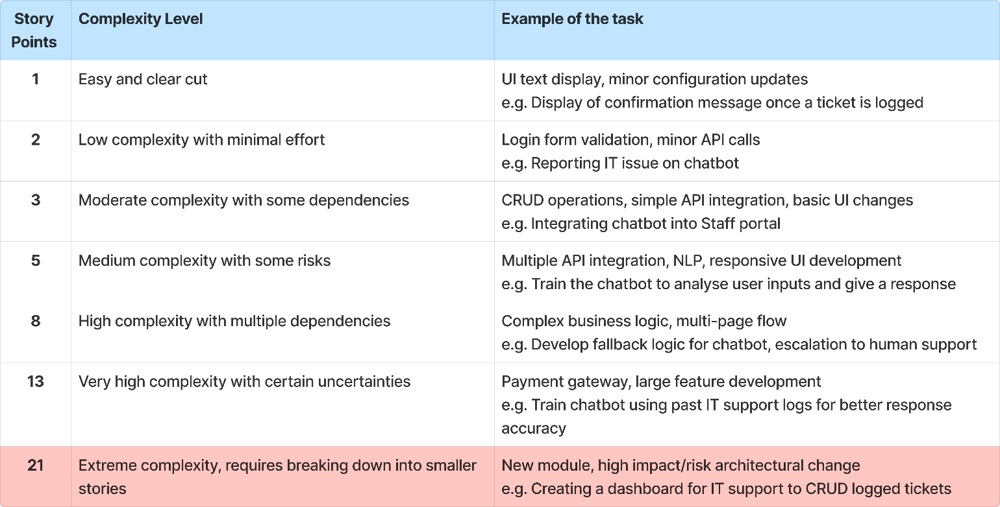 Story Points
Complexity Level
Example of the task
1
Easy and clear cut
UI text display, minor configuration updates
e.g. Display of confirmation message once a ticket is logged
2
Low complexity with minimal effort
Login form validation, minor API calls
e.g. Reporting IT issue on chatbot
3
Moderate complexity with some dependencies
CRUD operations, simple API integration, basic UI changes
e.g. Integrating chatbot into Staff portal
5
Medium complexity with some risks
Multiple API integration, NLP, responsive UI development
e.g. Train the chatbot to analyse user inputs and give a response
8
High complexity with multiple dependencies
Complex business logic, multi-page flow
e.g. Develop fallback logic for chatbot, escalation to human support
13
Very high complexity with certain uncertainties
Payment gateway, large feature development
e.g. Train chatbot using past IT support logs for better response
accuracy
21
Extreme complexity, requires breaking down into smaller
stories
New module, high impact/risk architectural change
e.g. Creating a dashboard for IT support to CRUD logged tickets